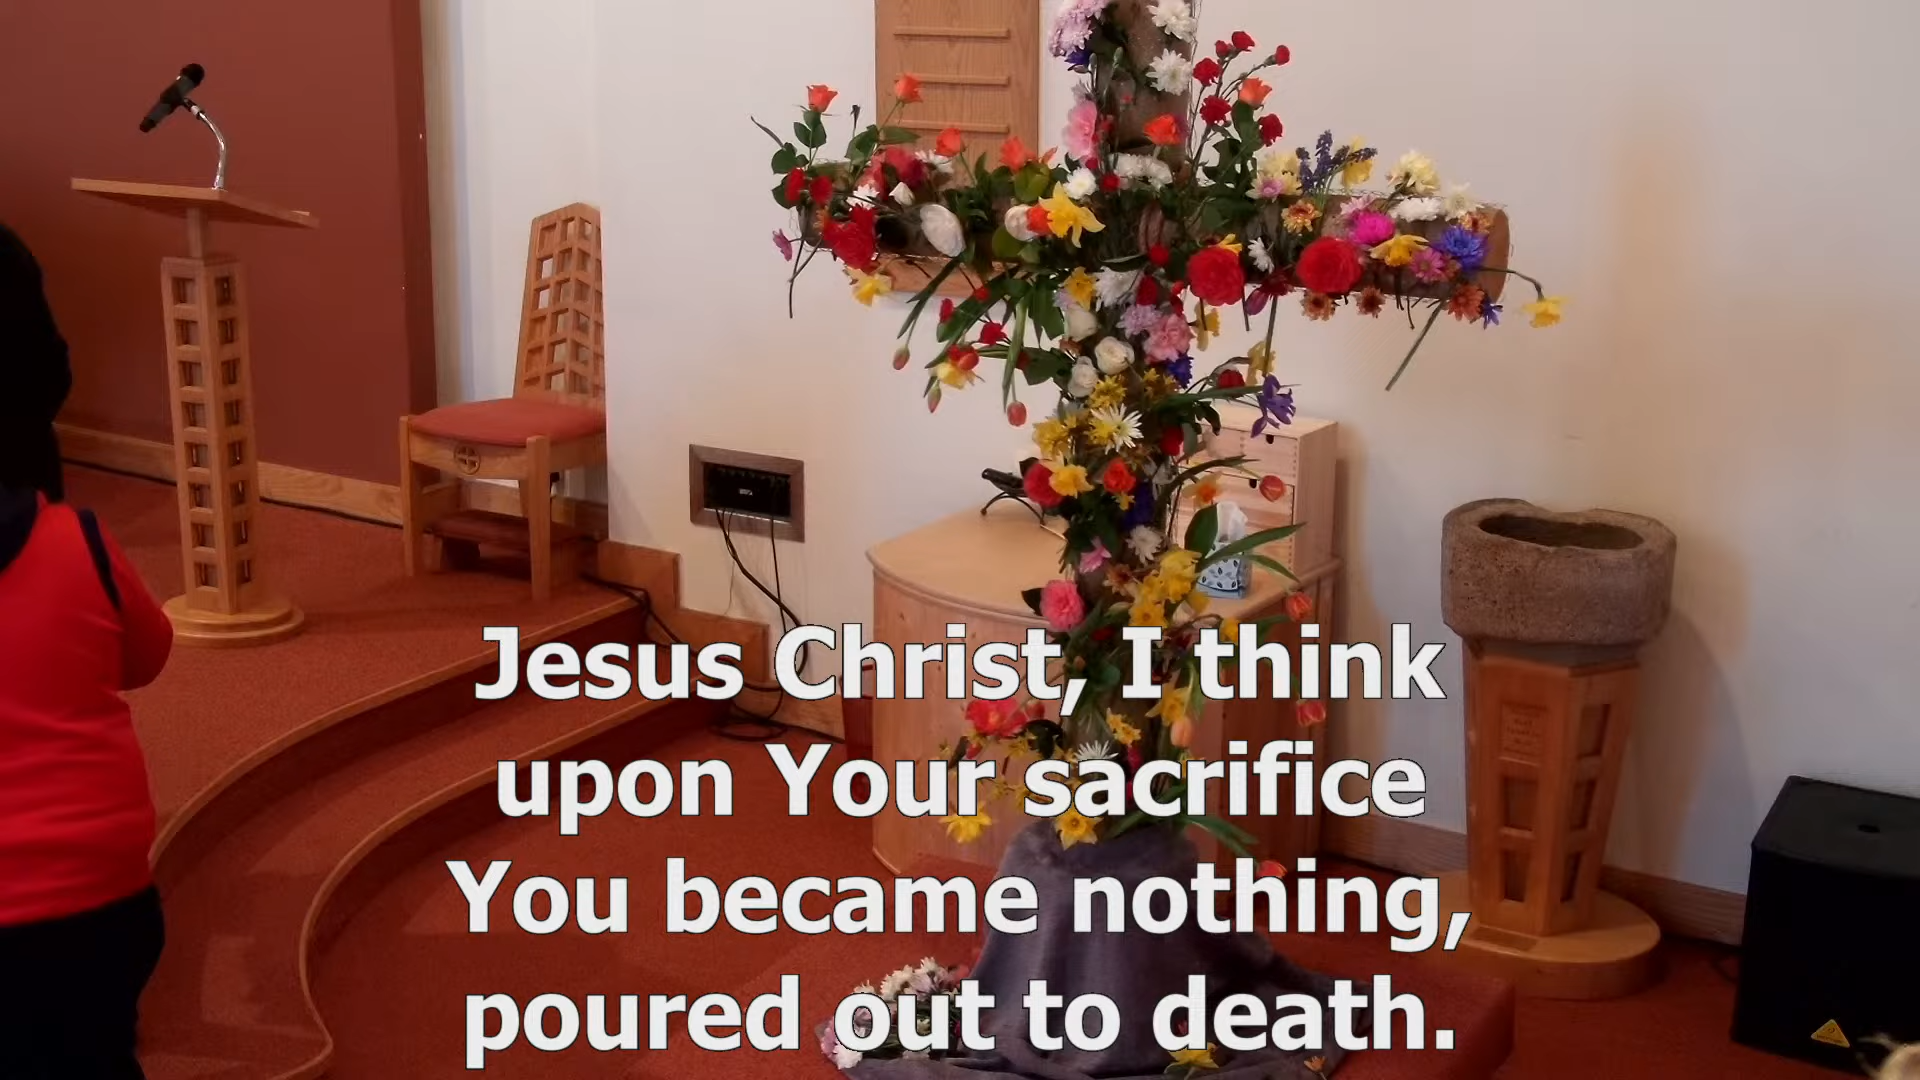 Jesus Christ, I think
upon Your sacrifice
You became nothing,
poured out to death.